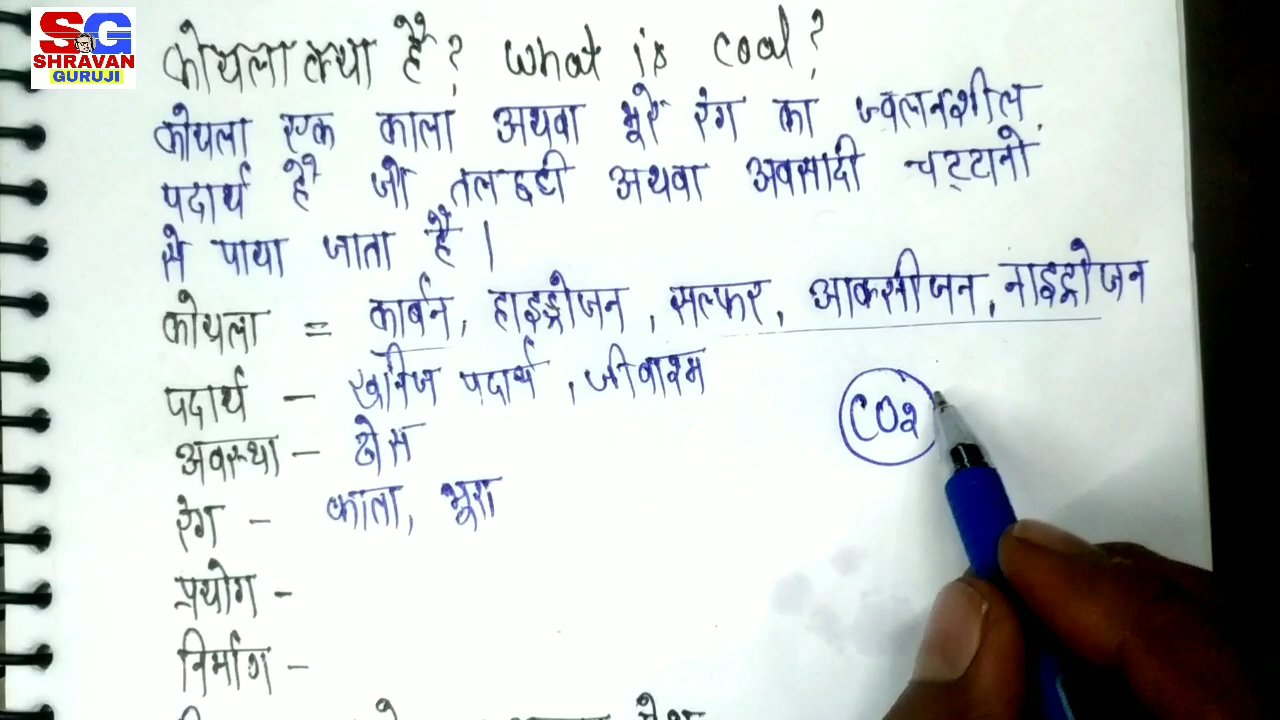 SG
SHRAVAN
GURUJI
कोयला क्या है? What is coal?
कोयला एक काला अथवा भूरे रंग का ज्वलनशील
पदार्थ है जो तलछटी अथवा अवसादी चट्टानो
से पाया जाता है।
कोयला = कार्बन, हाइड्रोजन, सल्फर, आक्सीजन, नाइट्रोजन
पदार्थ - खनिज पदार्थ, जीवाश्म
CO2
अवस्था - ठोस
रंग - काला, भूरा
प्रयोग -
निर्माण -